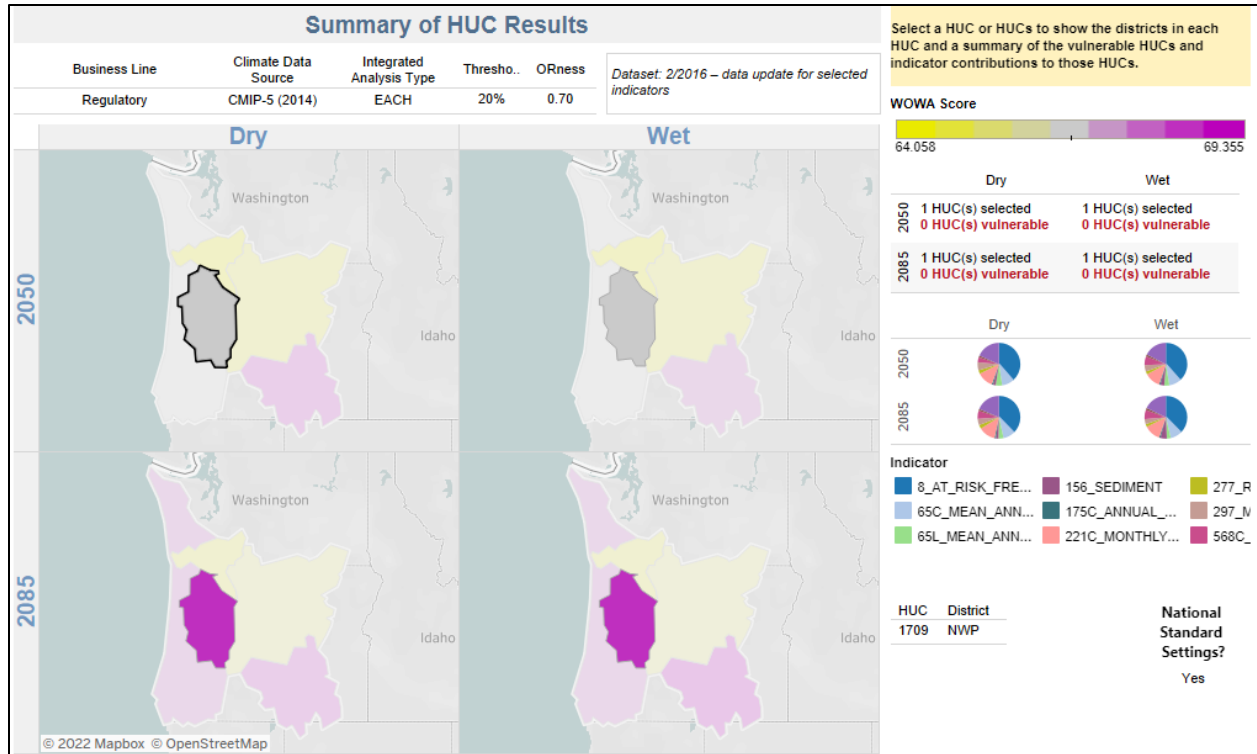 Summary of HUC Results
Business Line
Climate Data
Source
Integrated
Analysis Type
Thresho..
ORness
Regulatory
CMIP-5 (2014)
EACH
20%
0.70
Dataset: 2/2016 – data update for selected
indicators
Dry
Wet
2050
Washington
Idaho
Washington
Idaho
2085
Washington
Idaho
Washington
Idaho
© 2022 Mapbox © OpenStreetMap
Select a HUC or HUCs to show the districts in each
HUC and a summary of the vulnerable HUCs and
indicator contributions to those HUCs.
WOWA Score
64.058
69.355
Dry
Wet
2050
1 HUC(s) selected
0 HUC(s) vulnerable
1 HUC(s) selected
0 HUC(s) vulnerable
2085
1 HUC(s) selected
0 HUC(s) vulnerable
1 HUC(s) selected
0 HUC(s) vulnerable
Dry
Wet
2050
2085
Indicator
8_AT_RISK_FRE...
156_SEDIMENT
277_R
65C_MEAN_ANN...
175C_ANNUAL_...
297_M
65L_MEAN_ANN...
221C_MONTHLY...
568C_
HUC
District
1709
NWP
National
Standard
Settings?
Yes